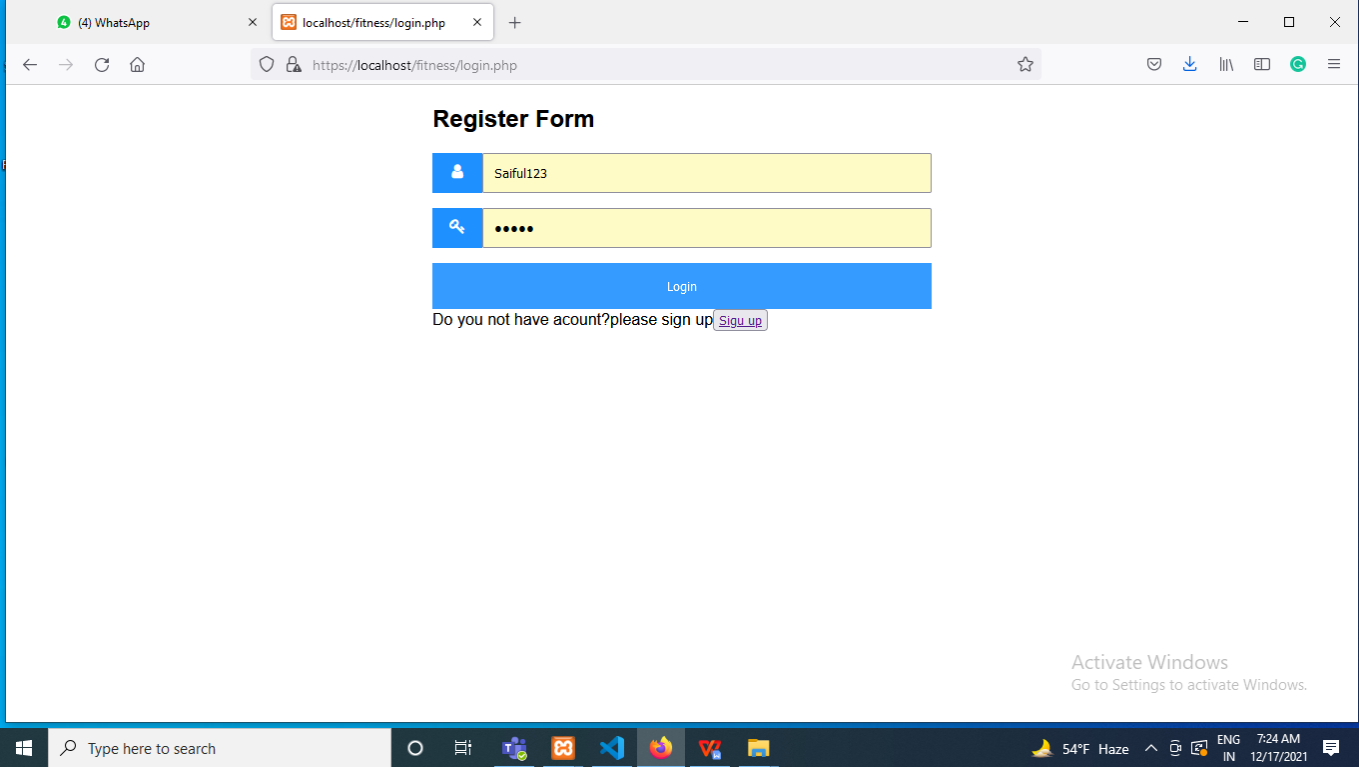 (4) WhatsApp
localhost/fitness/login.php
https://localhost/fitness/login.php
Register Form
Saiful123
•••••
Login
Do you not have acount?please sign up Sigu up
Activate Windows
Go to Settings to activate Windows.
Type here to search
54°F Haze
ENG
IN
7:24 AM
12/17/2021